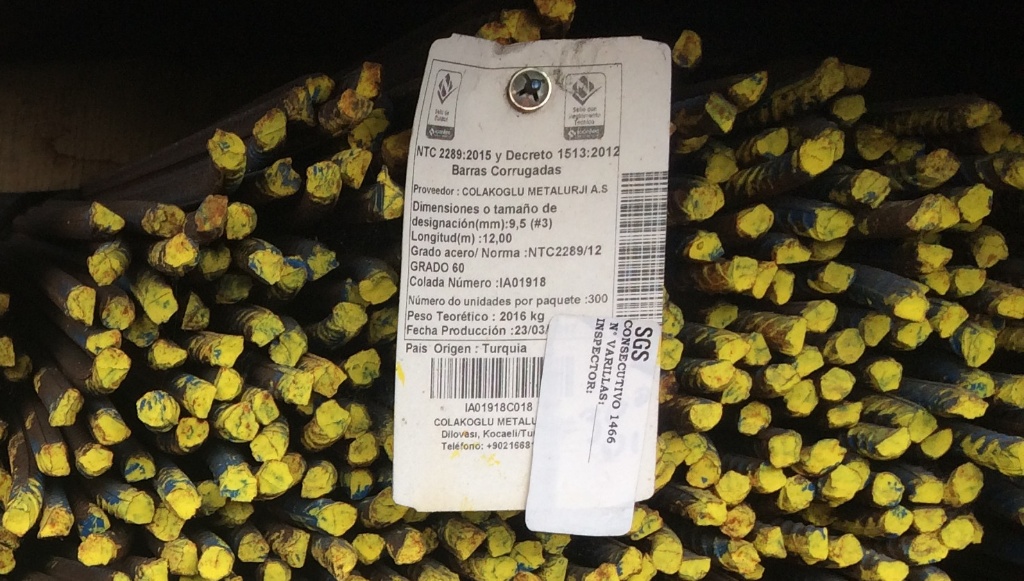 NTC 2289:2015 y Decreto 1513:2012
Barras Corrugadas
Proveedor : COLAKOGLU METALURJI A.S
Dimensiones o tamaño de
designación(mm):9,5 (#3)
Longitud(m) :12,00
Grado acero/ Norma :NTC2289/12
GRADO 60
Colada Número :IA01918
Número de unidades por paquete :300
Peso Teorético : 2016 kg
Fecha Producción :23/03/
País Origen : Turquia
IA01918C018
COLAKOGLU METALU
Dilovası, Kocaeli/Tu
Teléfono: +90216681
SGS
CONSECUTIVO 1466
Nº VARILLAS:
INSPECTOR: